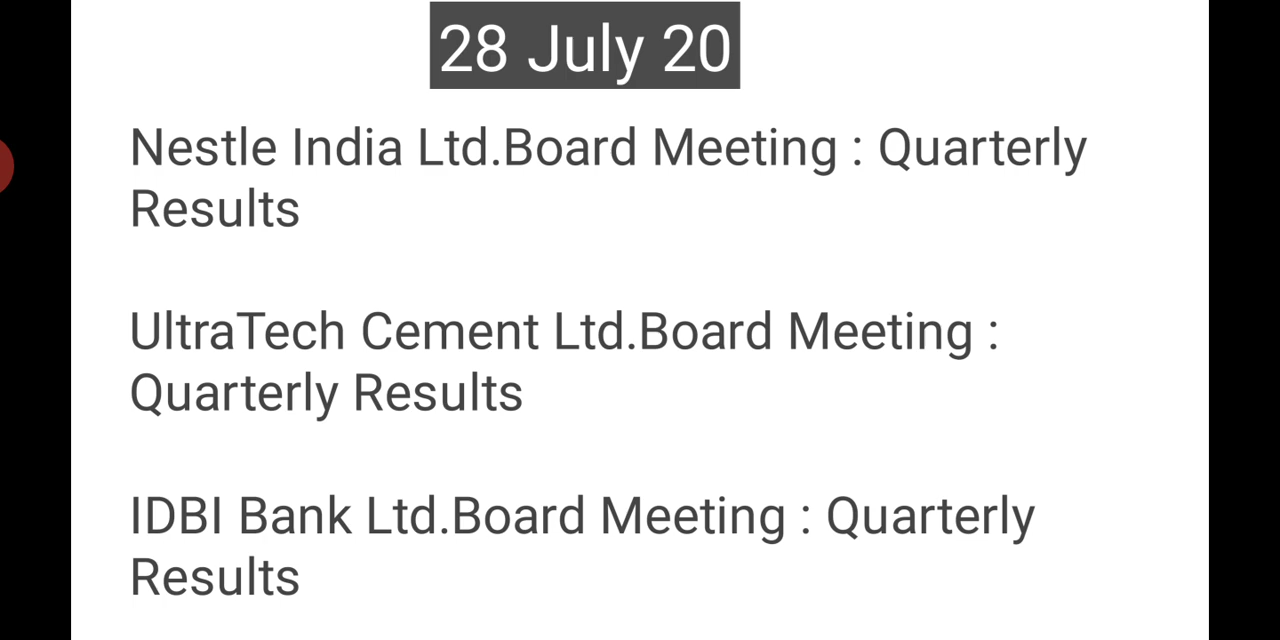 28 July 20
Nestle India Ltd.Board Meeting : Quarterly
Results
UltraTech Cement Ltd.Board Meeting :
Quarterly Results
IDBI Bank Ltd.Board Meeting : Quarterly
Results